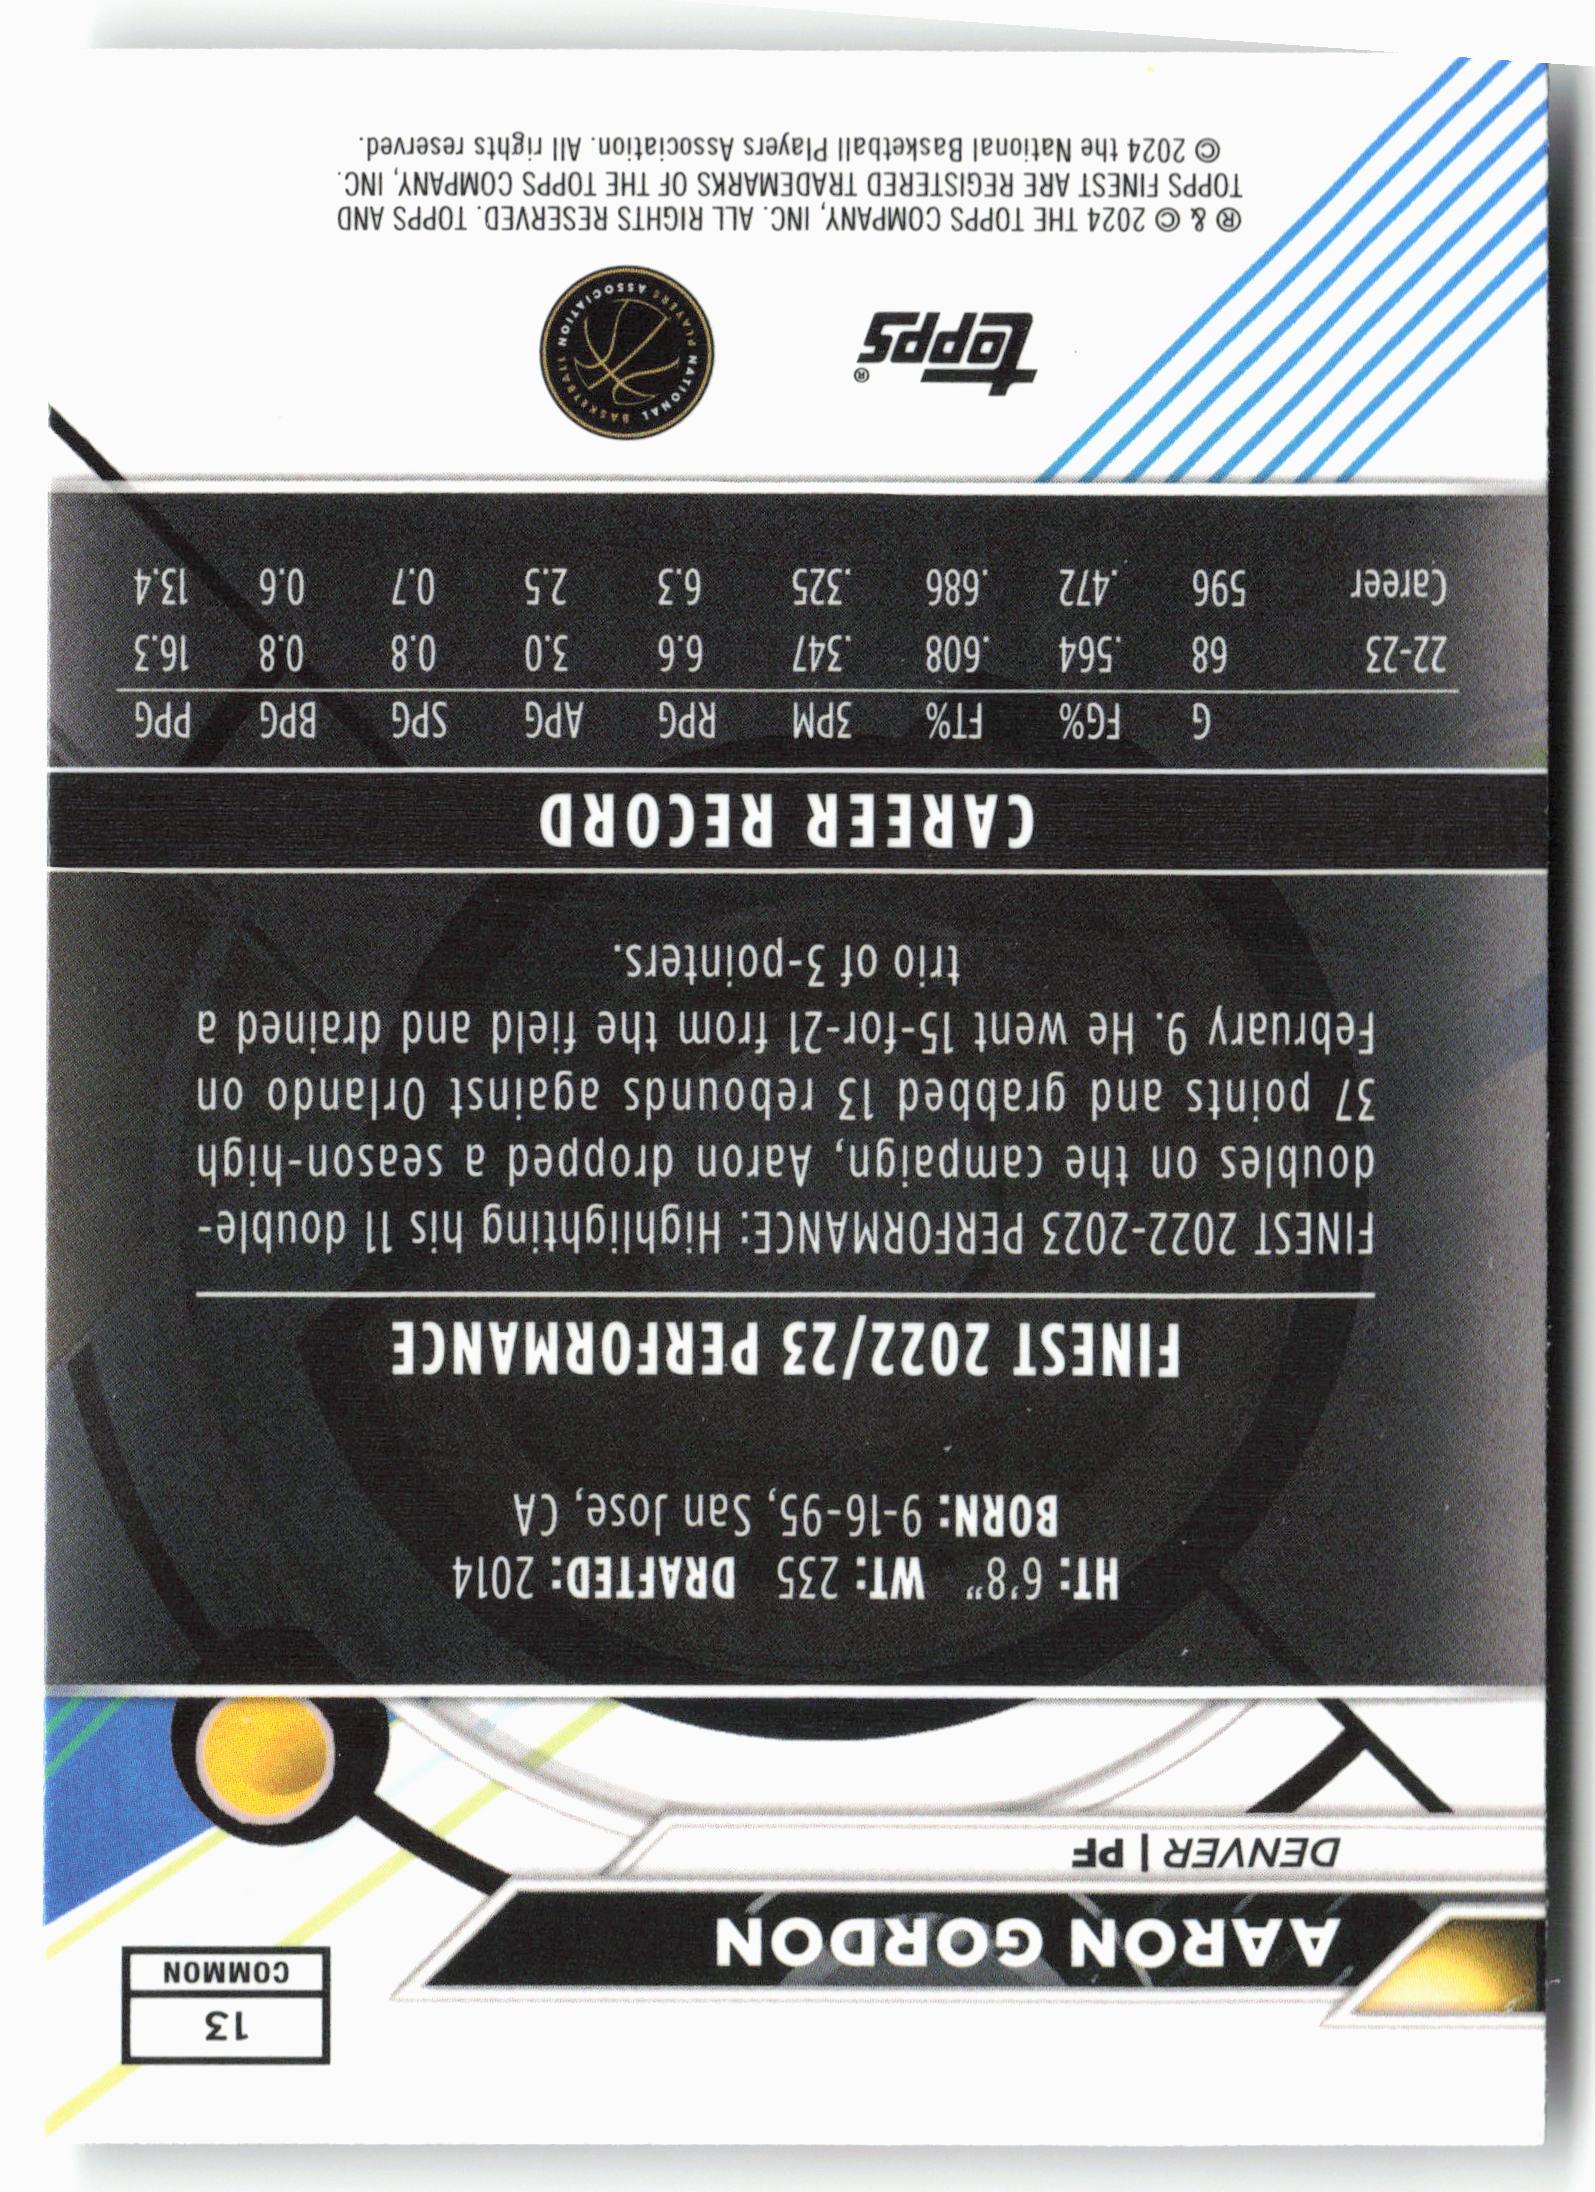 13
COMMON
AARON GORDON
DENVER | PF
HT: 6'8" WT: 235 DRAFTED: 2014
BORN: 9-16-95, San Jose, CA
FINEST 2022/23 PERFORMANCE
FINEST 2022-2023 PERFORMANCE: Highlighting his 11 double-
doubles on the campaign, Aaron dropped a season-high
37 points and grabbed 13 rebounds against Orlando on
February 9. He went 15-for-21 from the field and drained a
trio of 3-pointers.
CAREER RECORD
G FG% FT% 3PM RPG APG SPG BPG PPG
22-23 68 .564 .608 .347 6.6 3.0 0.8 0.8 16.3
Career 596 .472 .686 .325 6.3 2.5 0.7 0.6 13.4
topps®
NATIONAL BASKETBALL PLAYERS ASSOCIATION
® & © 2024 THE TOPPS COMPANY, INC. ALL RIGHTS RESERVED. TOPPS AND
TOPPS FINEST ARE REGISTERED TRADEMARKS OF THE TOPPS COMPANY, INC.
© 2024 the National Basketball Players Association. All rights reserved.